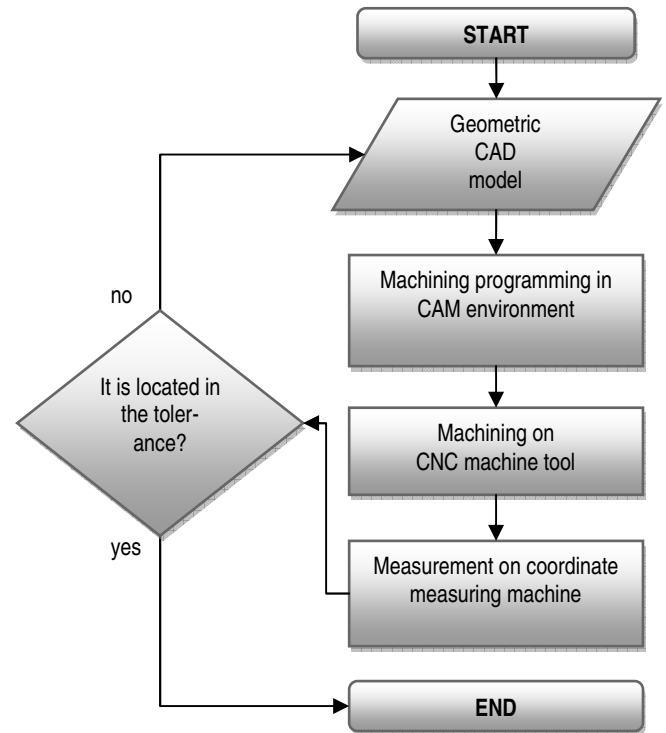 START
Geometric
CAD
model
Machining programming in
CAM environment
Machining on
CNC machine tool
Measurement on coordinate
measuring machine
no
It is located in
the toler-
ance?
yes
END